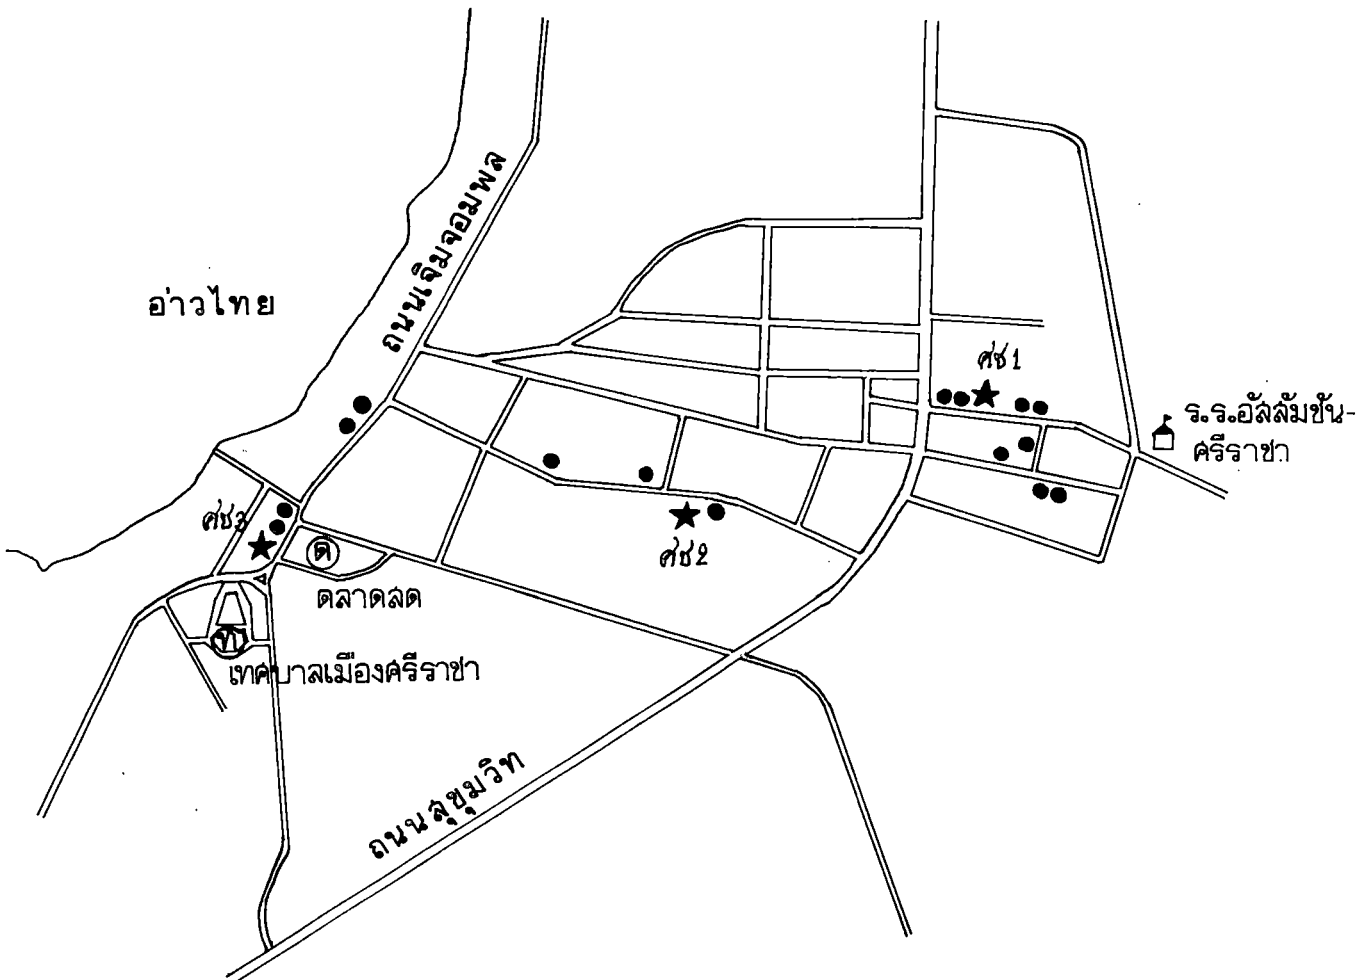 ถนนเจิมจอมพล
อ่าวไทย
ศช1
ร.ร.อัสสัมชัน-
ศรีราชา
ศช3
ศช2
ต
ตลาดสด
ท
เทศบาลเมืองศรีราชา
ถนนสุขุมวิท